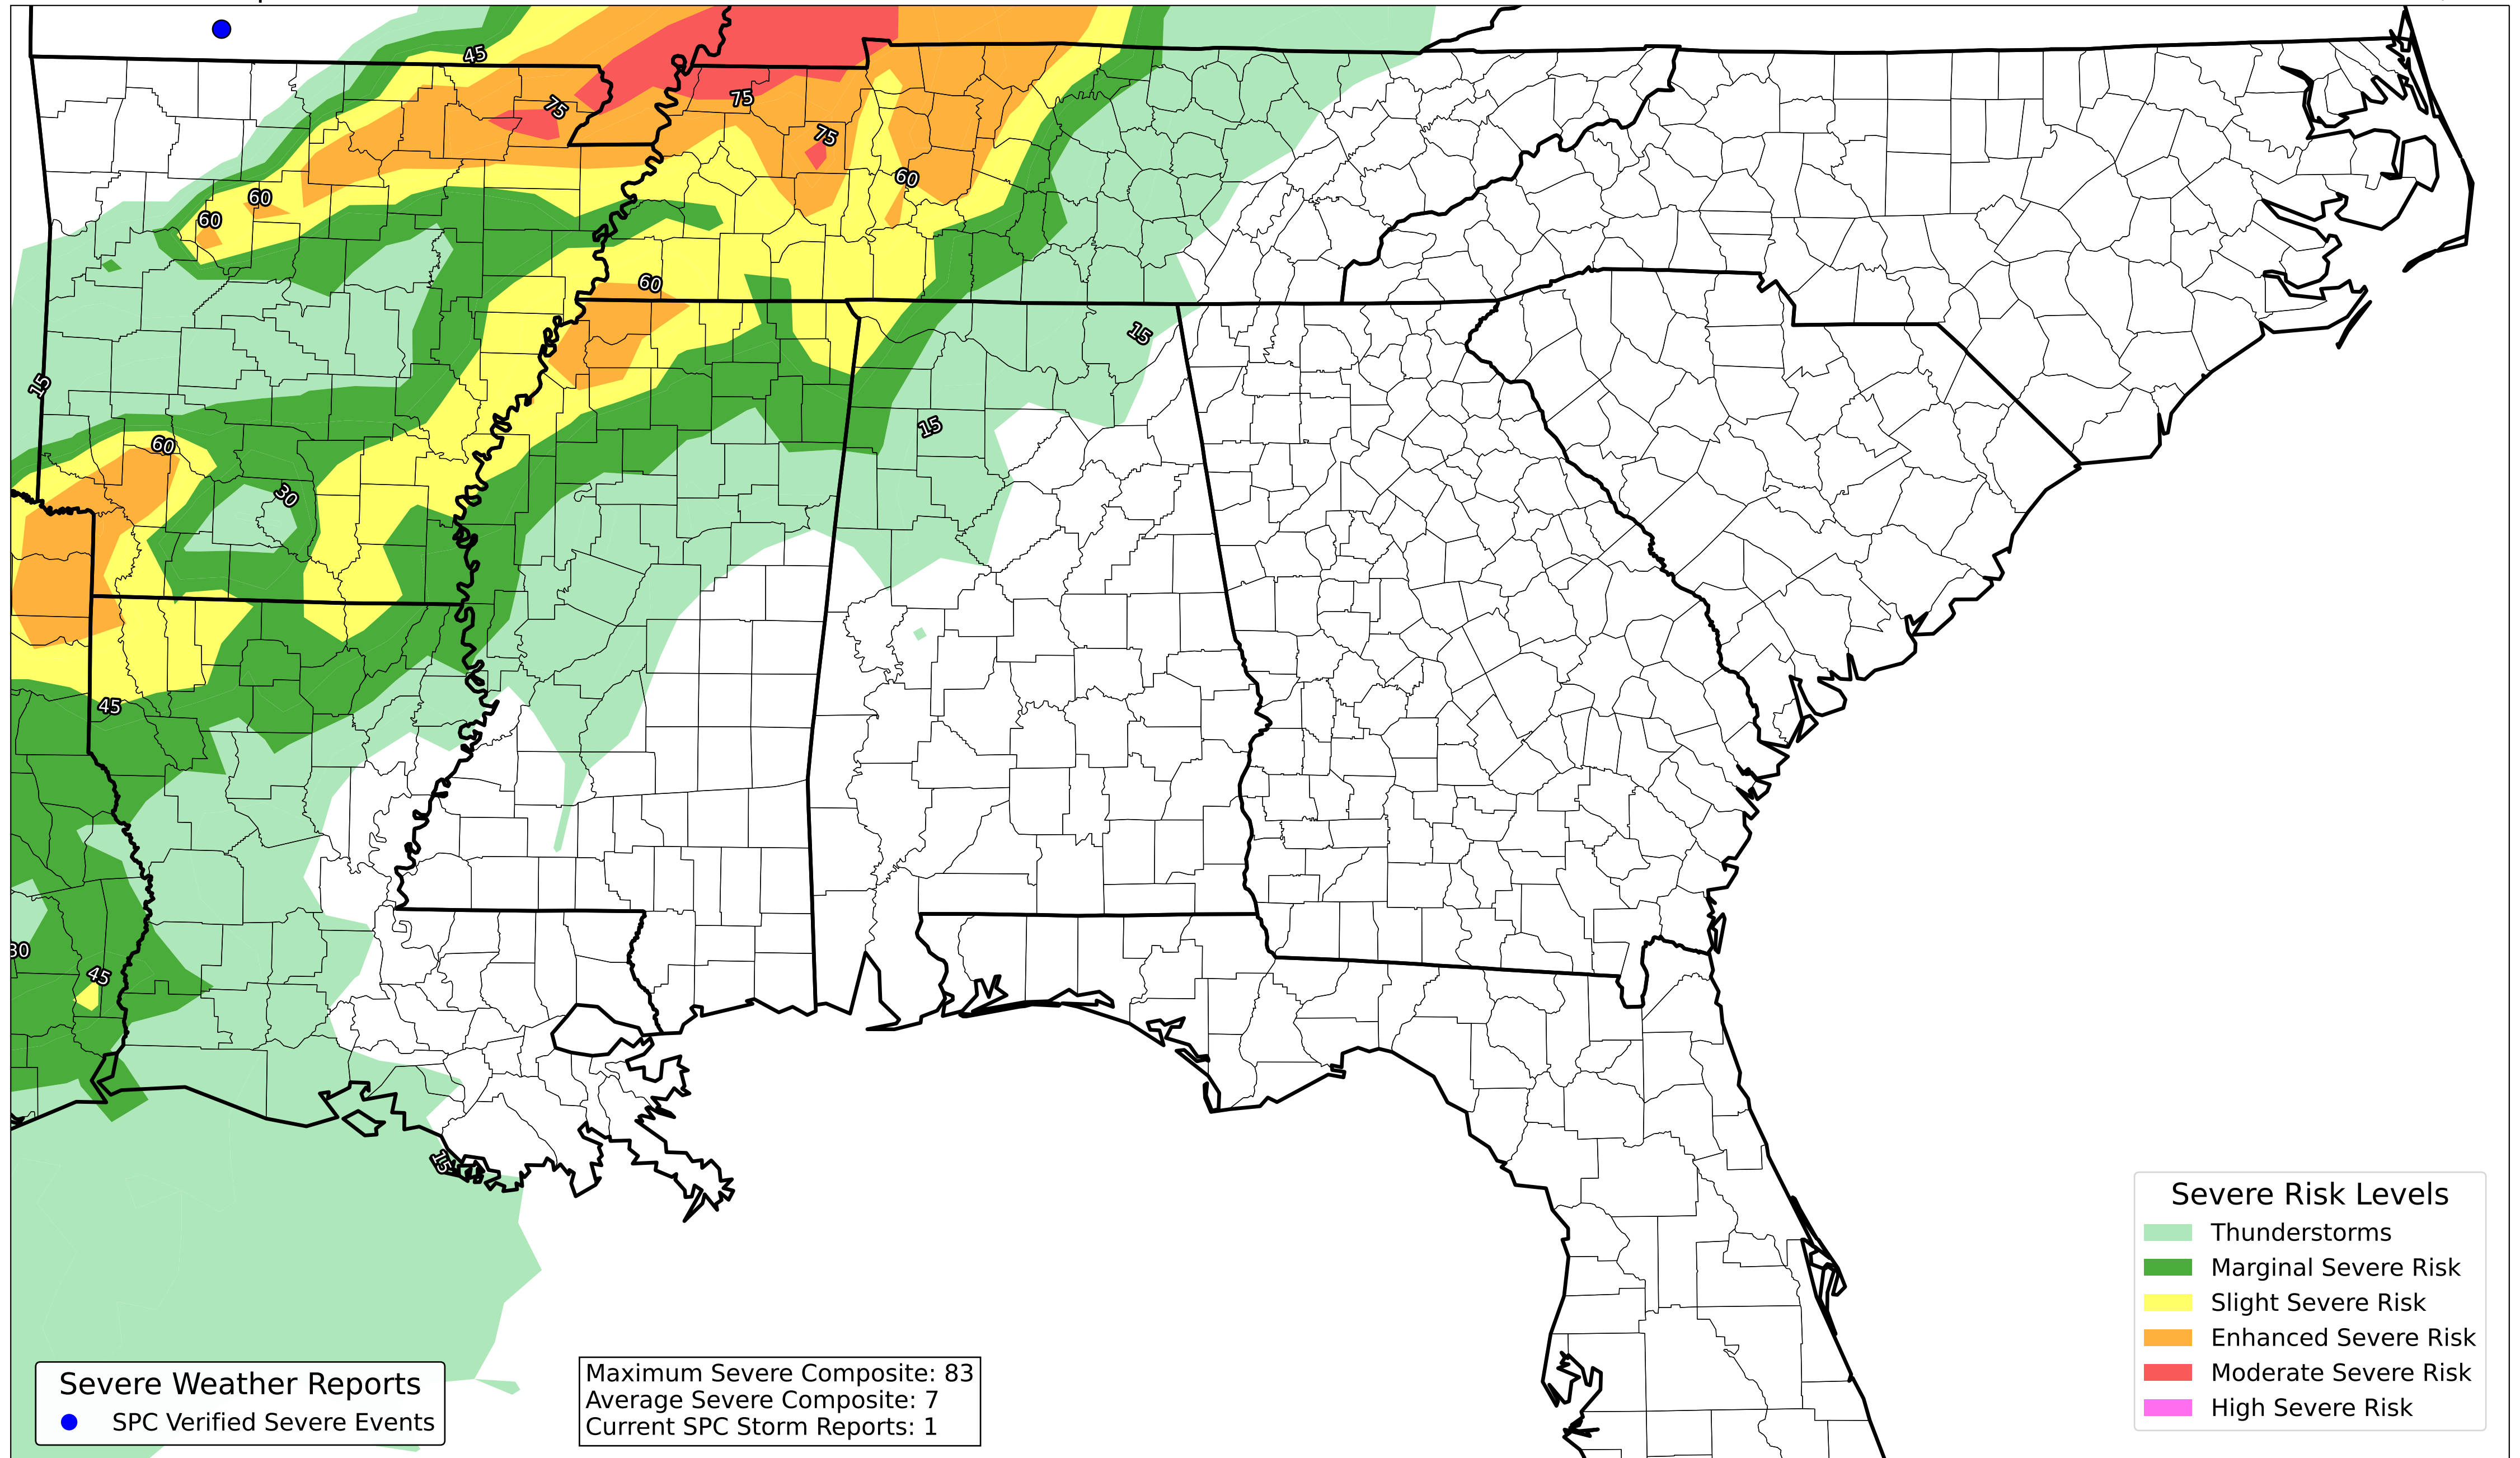 45
75
75
75
60
60
60
60
15
15
60
15
30
45
30
45
15
Severe Risk Levels
Thunderstorms
Marginal Severe Risk
Slight Severe Risk
Enhanced Severe Risk
Moderate Severe Risk
High Severe Risk
Severe Weather Reports
SPC Verified Severe Events
Maximum Severe Composite: 83
Average Severe Composite: 7
Current SPC Storm Reports: 1